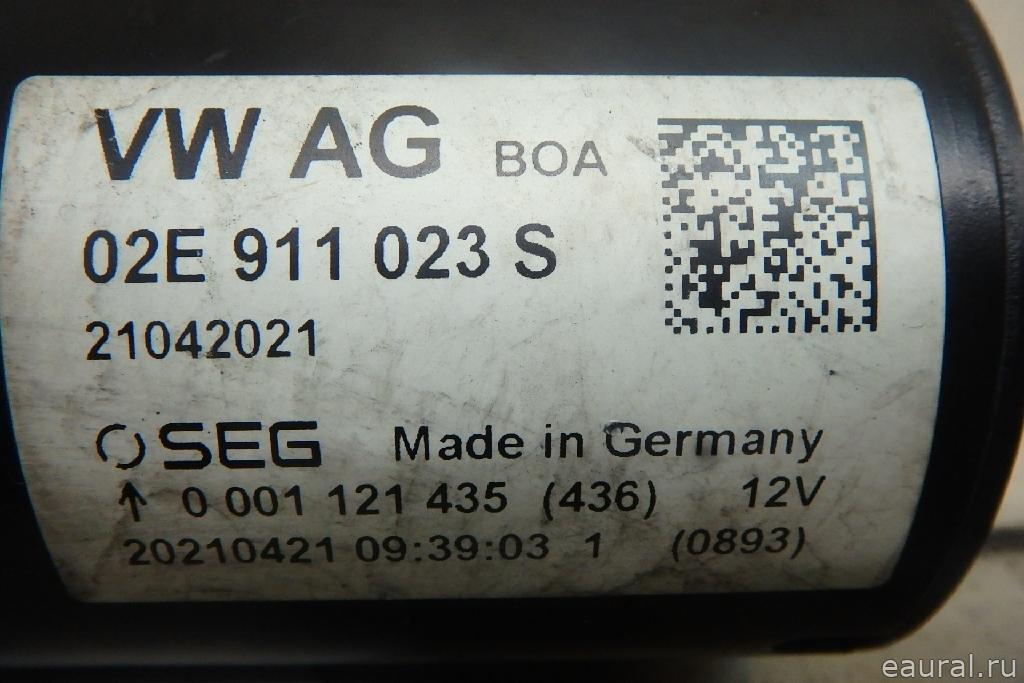 VW AG BOA
02E 911 023 S
21042021
SEG Made in Germany
↑ 0 001 121 435 (436) 12V
20210421 09:39:03 1 (0893)
eaural.ru